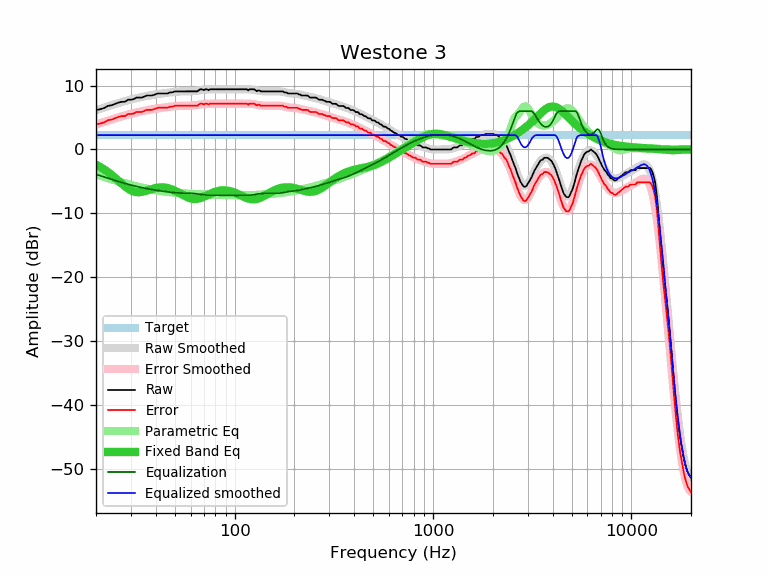 Westone 3
Amplitude (dBr)
10
0
−10
−20
−30
−40
−50
Target
Raw Smoothed
Error Smoothed
Raw
Error
Parametric Eq
Fixed Band Eq
Equalization
Equalized smoothed
100
1000
10000
Frequency (Hz)